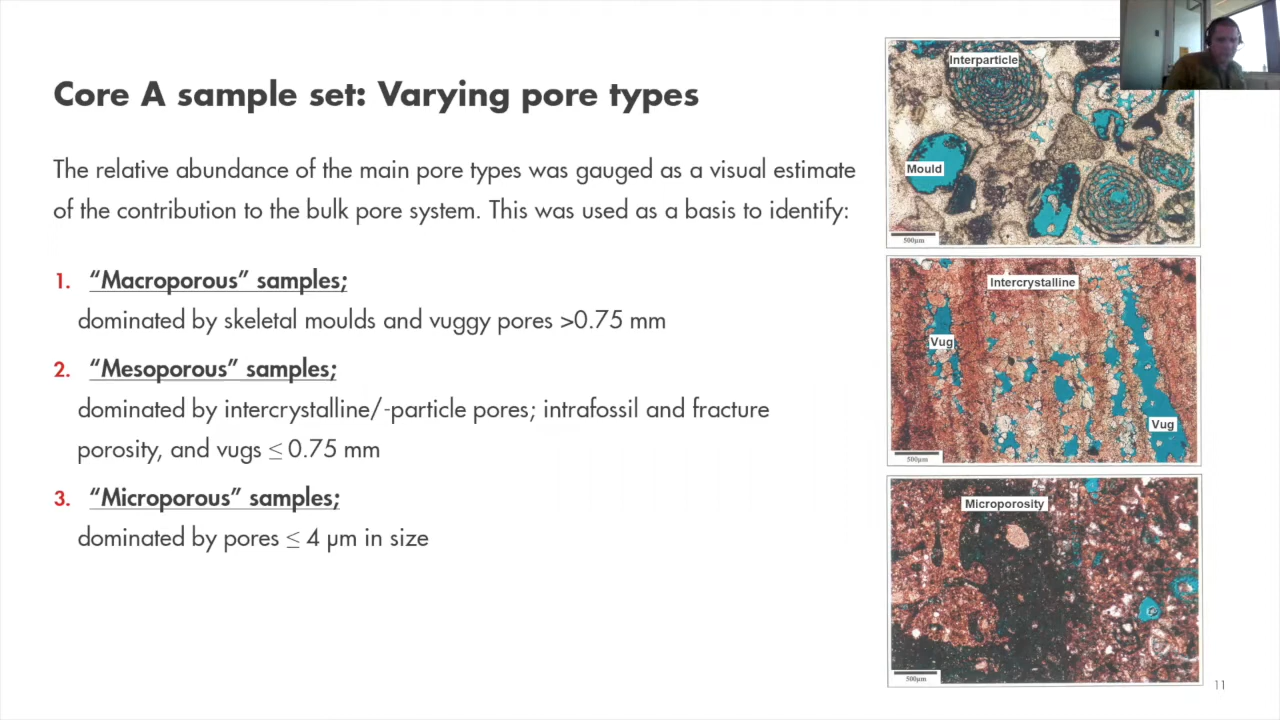 Core A sample set: Varying pore types
The relative abundance of the main pore types was gauged as a visual estimate
of the contribution to the bulk pore system. This was used as a basis to identify:
1. “Macroporous” samples;
dominated by skeletal moulds and vuggy pores >0.75 mm
2. “Mesoporous” samples;
dominated by intercrystalline/-particle pores; intrafossil and fracture
porosity, and vugs ≤ 0.75 mm
3. “Microporous” samples;
dominated by pores ≤ 4 µm in size
Interparticle
Mould
500µm
Intercrystalline
Vug
Vug
500µm
Microporosity
500µm
11